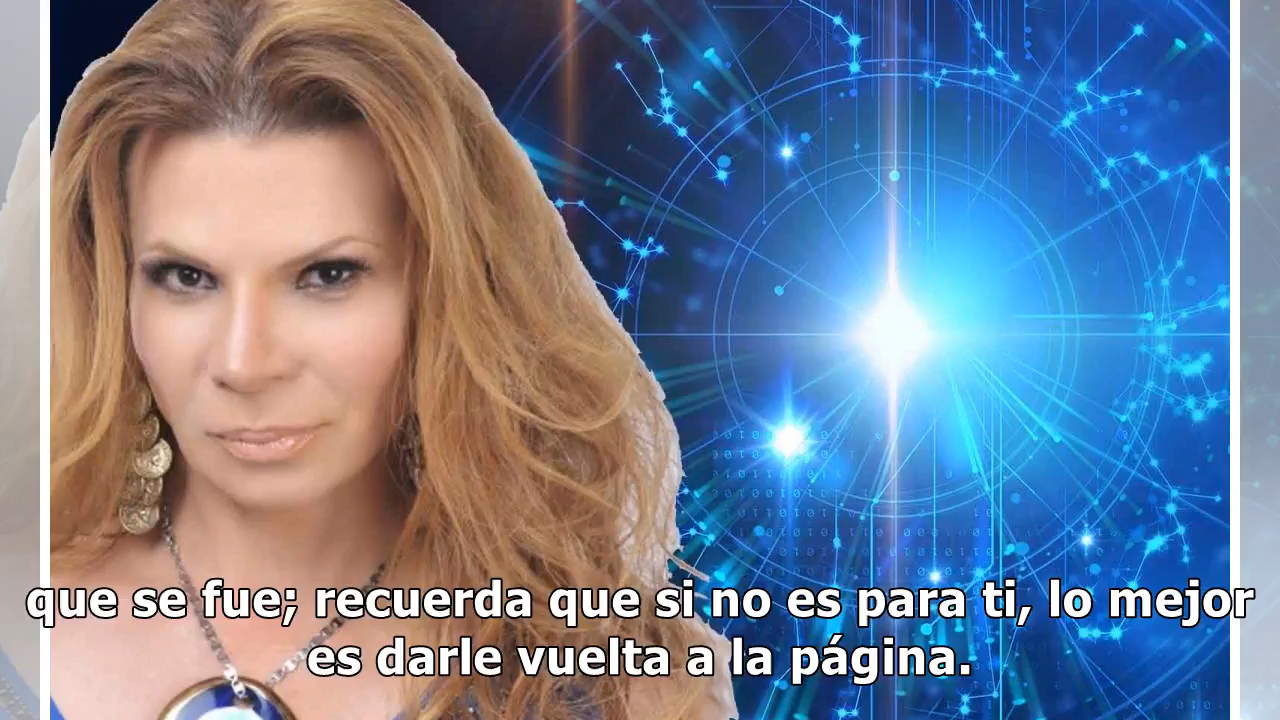 que se fue; recuerda que si no es para ti, lo mejor
es darle vuelta a la página.